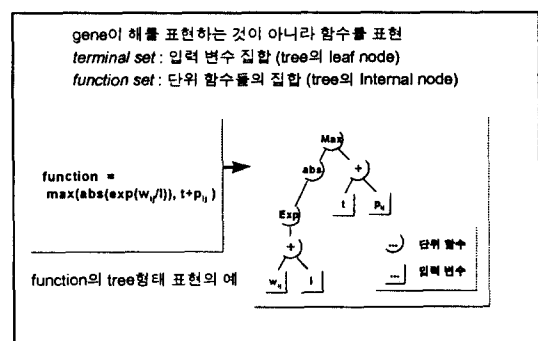 gene이 해를 표현하는 것이 아니라 함수를 표현
terminal set : 입력 변수 집합 (tree의 leaf node)
function set : 단위 함수들의 집합 (tree의 Internal node)
function =
max(abs{exp(w_ij/l)}, t+p_ij )
Max
abs
+
Exp
t
p_ij
+
w_ij
l
... 단위 함수
... 입력 변수
function의 tree형태 표현의 예